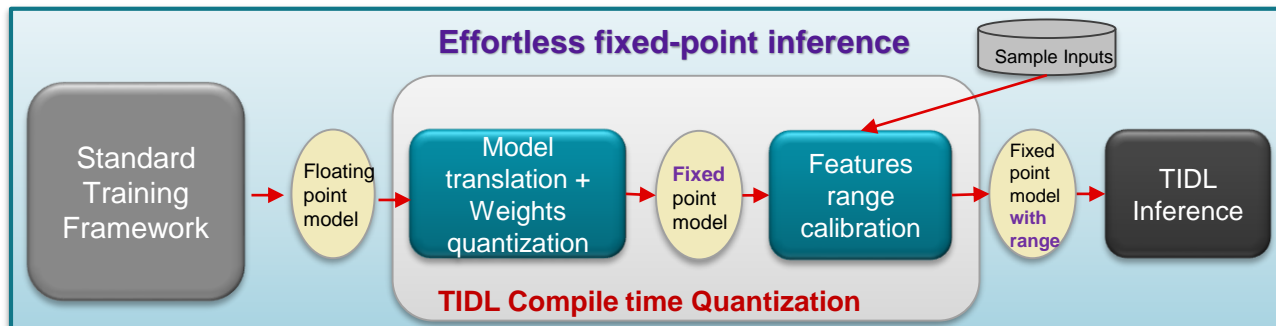 Effortless fixed-point inference
Sample Inputs
Standard
Training
Framework
Floating
point
model
Model
translation +
Weights
quantization
Fixed
point
model
Features
range
calibration
Fixed
point
model
with
range
TIDL
Inference
TIDL Compile time Quantization